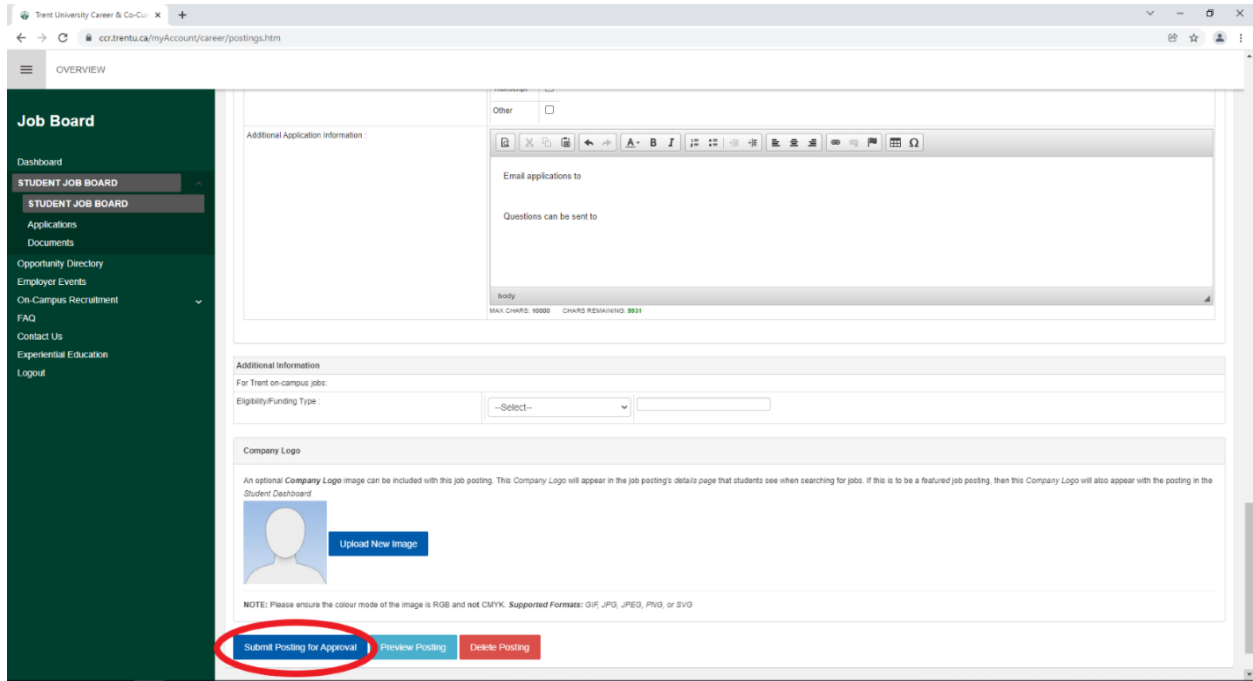 Trent University Career & Co-Cur
ccr.trentu.ca/myAccount/career/postings.htm
OVERVIEW
Job Board
Dashboard
STUDENT JOB BOARD
STUDENT JOB BOARD
Applications
Documents
Opportunity Directory
Employer Events
On-Campus Recruitment
FAQ
Contact Us
Experiential Education
Logout
Transcript
Other
Additional Application Information :
A B I Ω
Email applications to
Questions can be sent to
body
MAX CHARS: 10000 CHARS REMAINING: 9931
Additional Information
For Trent on-campus jobs:
Eligibility/Funding Type :
--Select--
Company Logo
An optional Company Logo image can be included with this job posting. This Company Logo will appear in the job posting's details page that students see when searching for jobs. If this is to be a featured job posting, then this Company Logo will also appear with the posting in the
Student Dashboard.
Upload New Image
NOTE: Please ensure the colour mode of the image is RGB and not CMYK. Supported Formats: GIF, JPG, JPEG, PNG, or SVG
Submit Posting for Approval Preview Posting Delete Posting